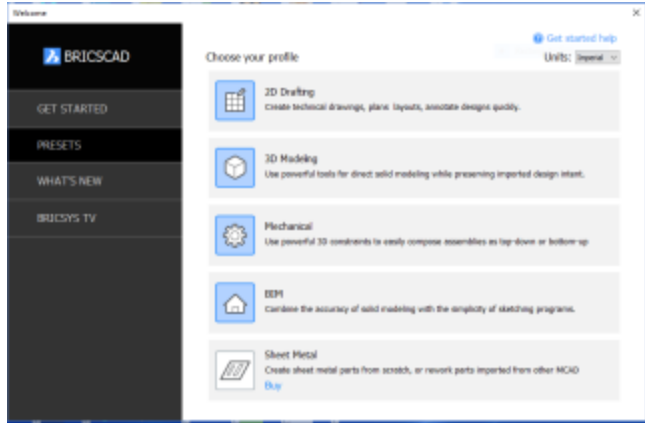 Welcome
BRICSCAD
Get started help
Choose your profile
Units: Imperial
GET STARTED
PRESETS
WHAT'S NEW
BRICSYS TV
2D Drafting
Create technical drawings, plans layouts, annotate designs quickly.
3D Modeling
Use powerful tools for direct solid modeling while preserving imported design intent.
Mechanical
Use powerful 3D constraints to easily compose assemblies as top-down or bottom-up
BIM
Combine the accuracy of solid modeling with the simplicity of sketching programs.
Sheet Metal
Create sheet metal parts from scratch, or rework parts imported from other MCAD
Buy